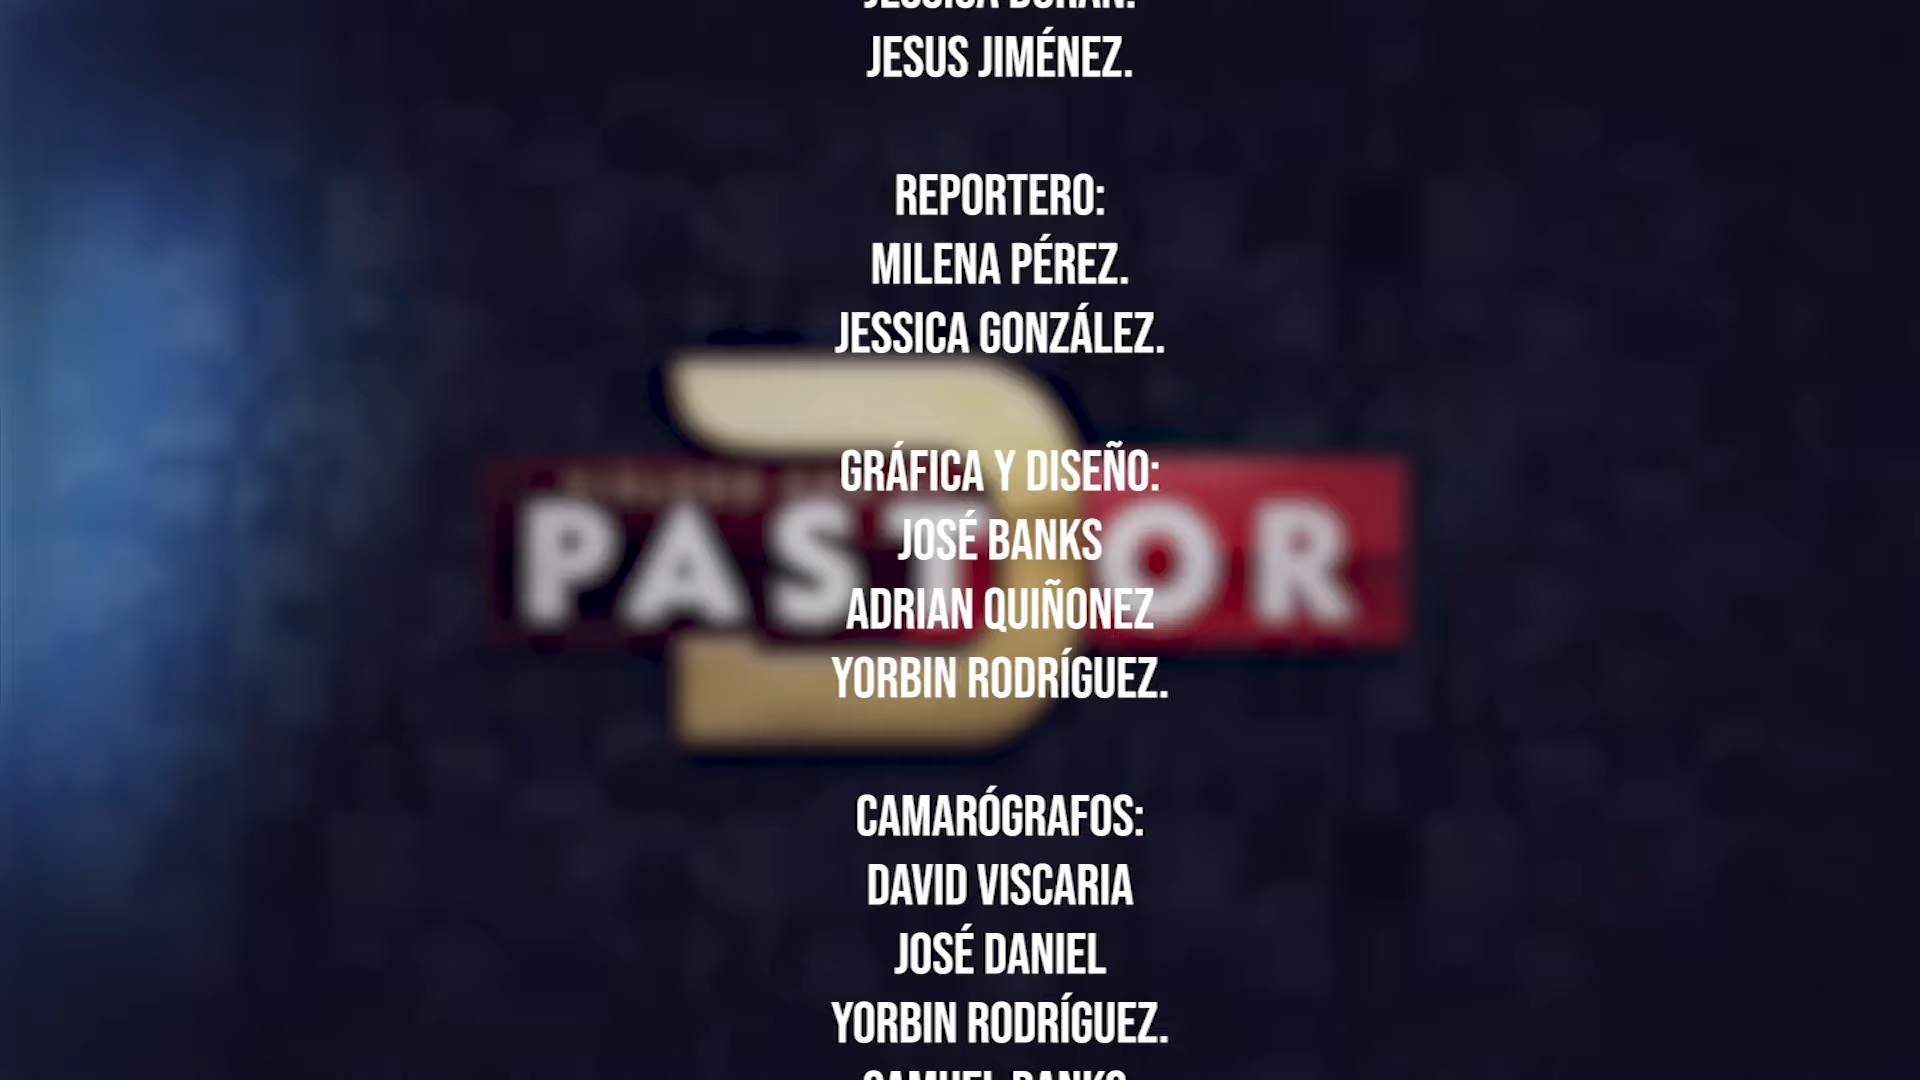 JESUS JIMÉNEZ.
REPORTERO:
MILENA PÉREZ.
JESSICA GONZÁLEZ.
GRÁFICA Y DISEÑO:
JOSÉ BANKS
ADRIAN QUIÑONEZ
YORBIN RODRÍGUEZ.
PASTOR
CAMARÓGRAFOS:
DAVID VISCARIA
JOSÉ DANIEL
YORBIN RODRÍGUEZ.